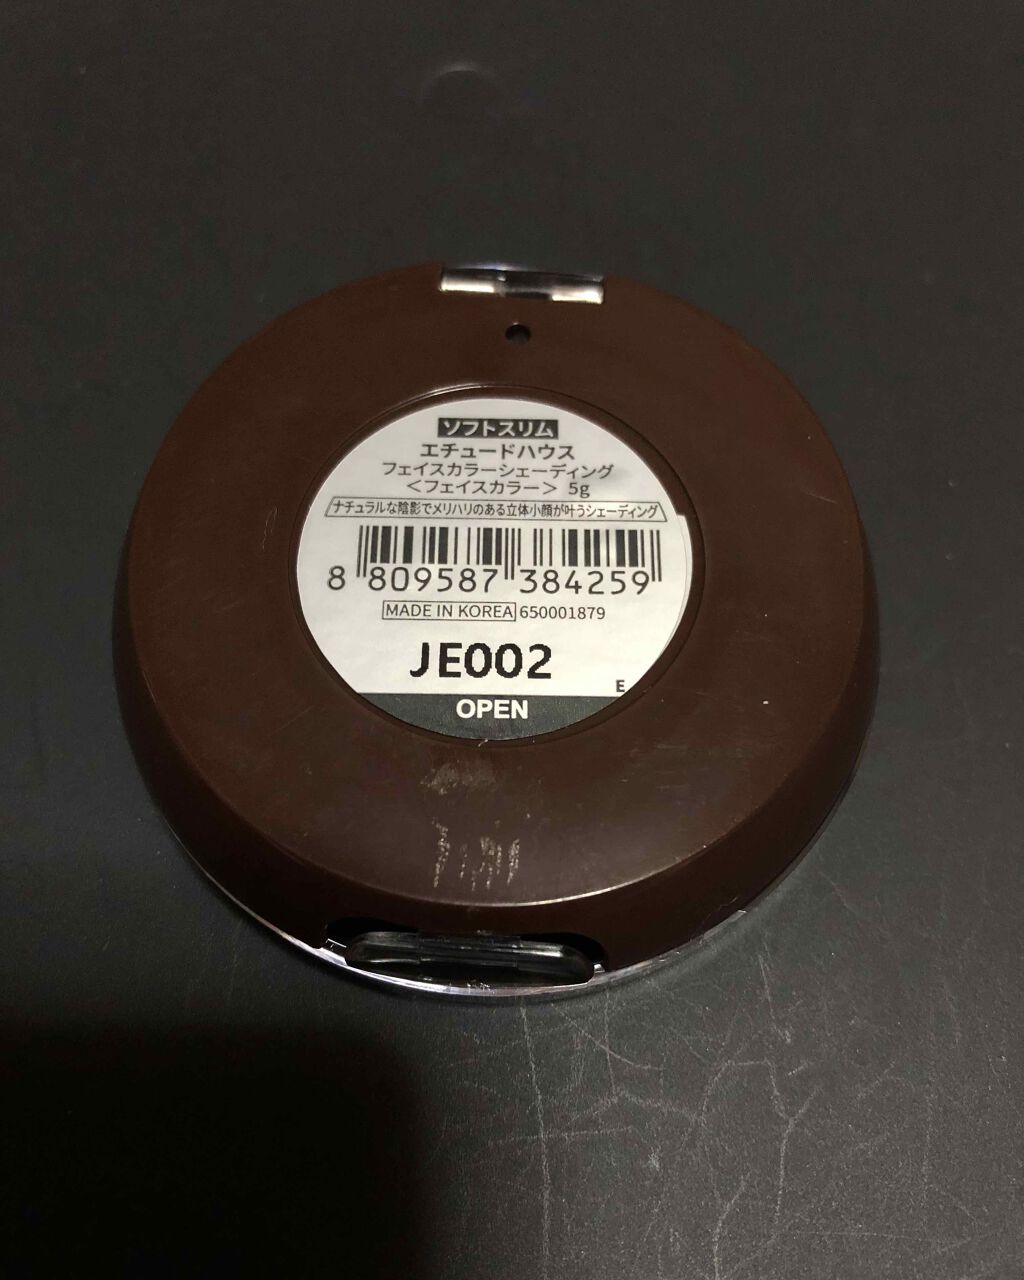 ソフトスリム
エチュードハウス
フェイスカラーシェーディング
＜フェイスカラー＞ 5g
ナチュラルな陰影でメリハリのある立体小顔が叶うシェーディング
8 809587 384259
MADE IN KOREA 650001879
JE002
E
OPEN